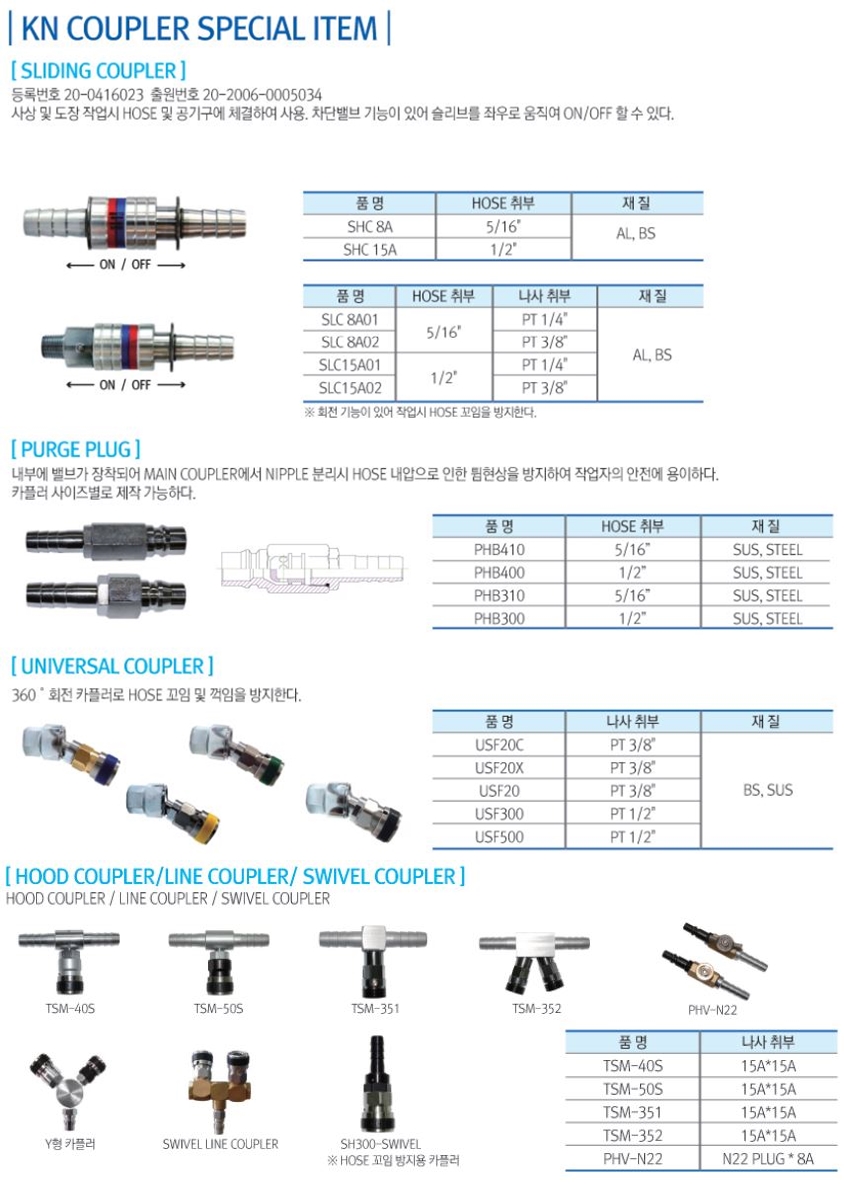 KN COUPLER SPECIAL ITEM
[ SLIDING COUPLER ]
등록번호 20-0416023 출원번호 20-2006-0005034
사상 및 도장 작업시 HOSE 및 공기구에 체결하여 사용. 차단밸브 기능이 있어 슬리브를 좌우로 움직여 ON/OFF 할 수 있다.
ON / OFF
품 명 HOSE 취부 재 질
SHC 8A 5/16" AL, BS
SHC 15A 1/2"
ON / OFF
품 명 HOSE 취부 나사 취부 재 질
SLC 8A01 5/16" PT 1/4" AL, BS
SLC 8A02 PT 3/8"
SLC15A01 1/2" PT 1/4"
SLC15A02 PT 3/8"
※ 회전 기능이 있어 작업시 HOSE 꼬임을 방지한다.
[ PURGE PLUG ]
내부에 밸브가 장착되어 MAIN COUPLER에서 NIPPLE 분리시 HOSE 내압으로 인한 튐현상을 방지하여 작업자의 안전에 용이하다.
카플러 사이즈별로 제작 가능하다.
품 명 HOSE 취부 재 질
PHB410 5/16" SUS, STEEL
PHB400 1/2" SUS, STEEL
PHB310 5/16" SUS, STEEL
PHB300 1/2" SUS, STEEL
[ UNIVERSAL COUPLER ]
360˚ 회전 카플러로 HOSE 꼬임 및 꺽임을 방지한다.
품 명 나사 취부 재 질
USF20C PT 3/8" BS, SUS
USF20X PT 3/8"
USF20 PT 3/8"
USF300 PT 1/2"
USF500 PT 1/2"
[ HOOD COUPLER/LINE COUPLER/ SWIVEL COUPLER ]
HOOD COUPLER / LINE COUPLER / SWIVEL COUPLER
TSM-40S TSM-50S TSM-351 TSM-352 PHV-N22
Y형 카플러 SWIVEL LINE COUPLER SH300-SWIVEL
※ HOSE 꼬임 방지용 카플러
품 명 나사 취부
TSM-40S 15A*15A
TSM-50S 15A*15A
TSM-351 15A*15A
TSM-352 15A*15A
PHV-N22 N22 PLUG * 8A